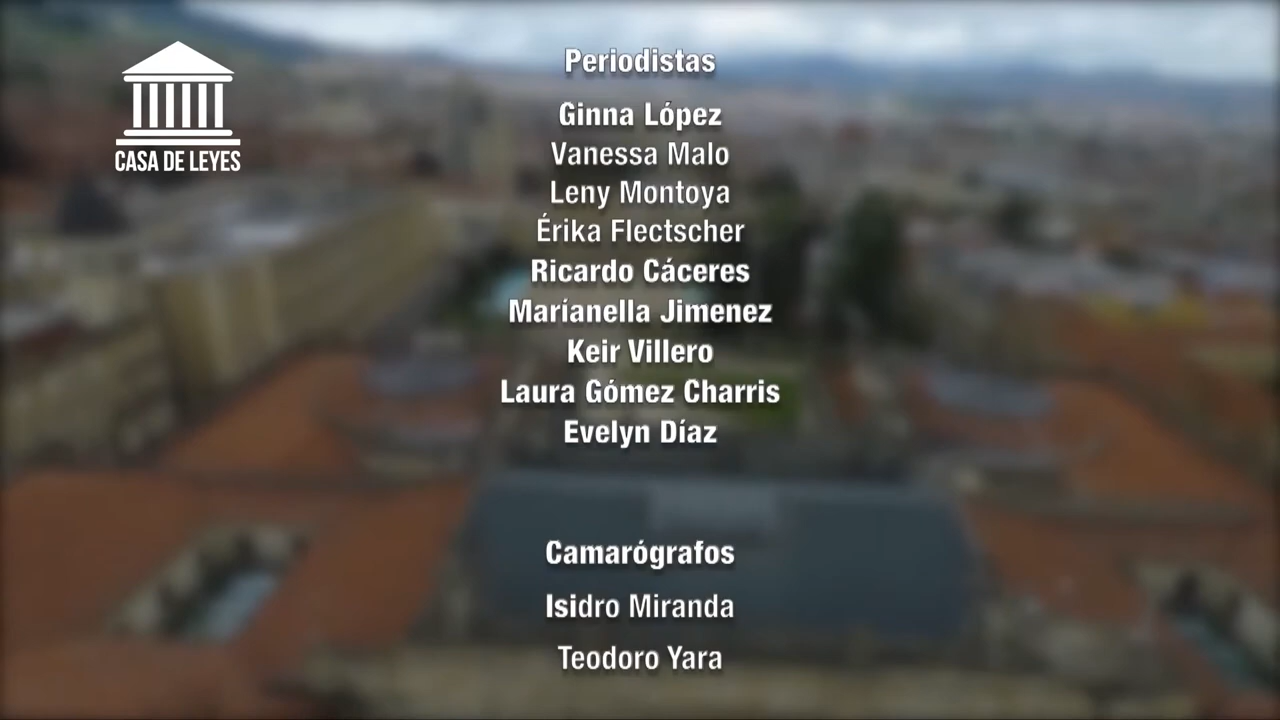 CASA DE LEYES
Periodistas
Ginna López
Vanessa Malo
Leny Montoya
Érika Flectscher
Ricardo Cáceres
Maríanella Jimenez
Keir Villero
Laura Gómez Charris
Evelyn Díaz
Camarógrafos
Isidro Miranda
Teodoro Yara